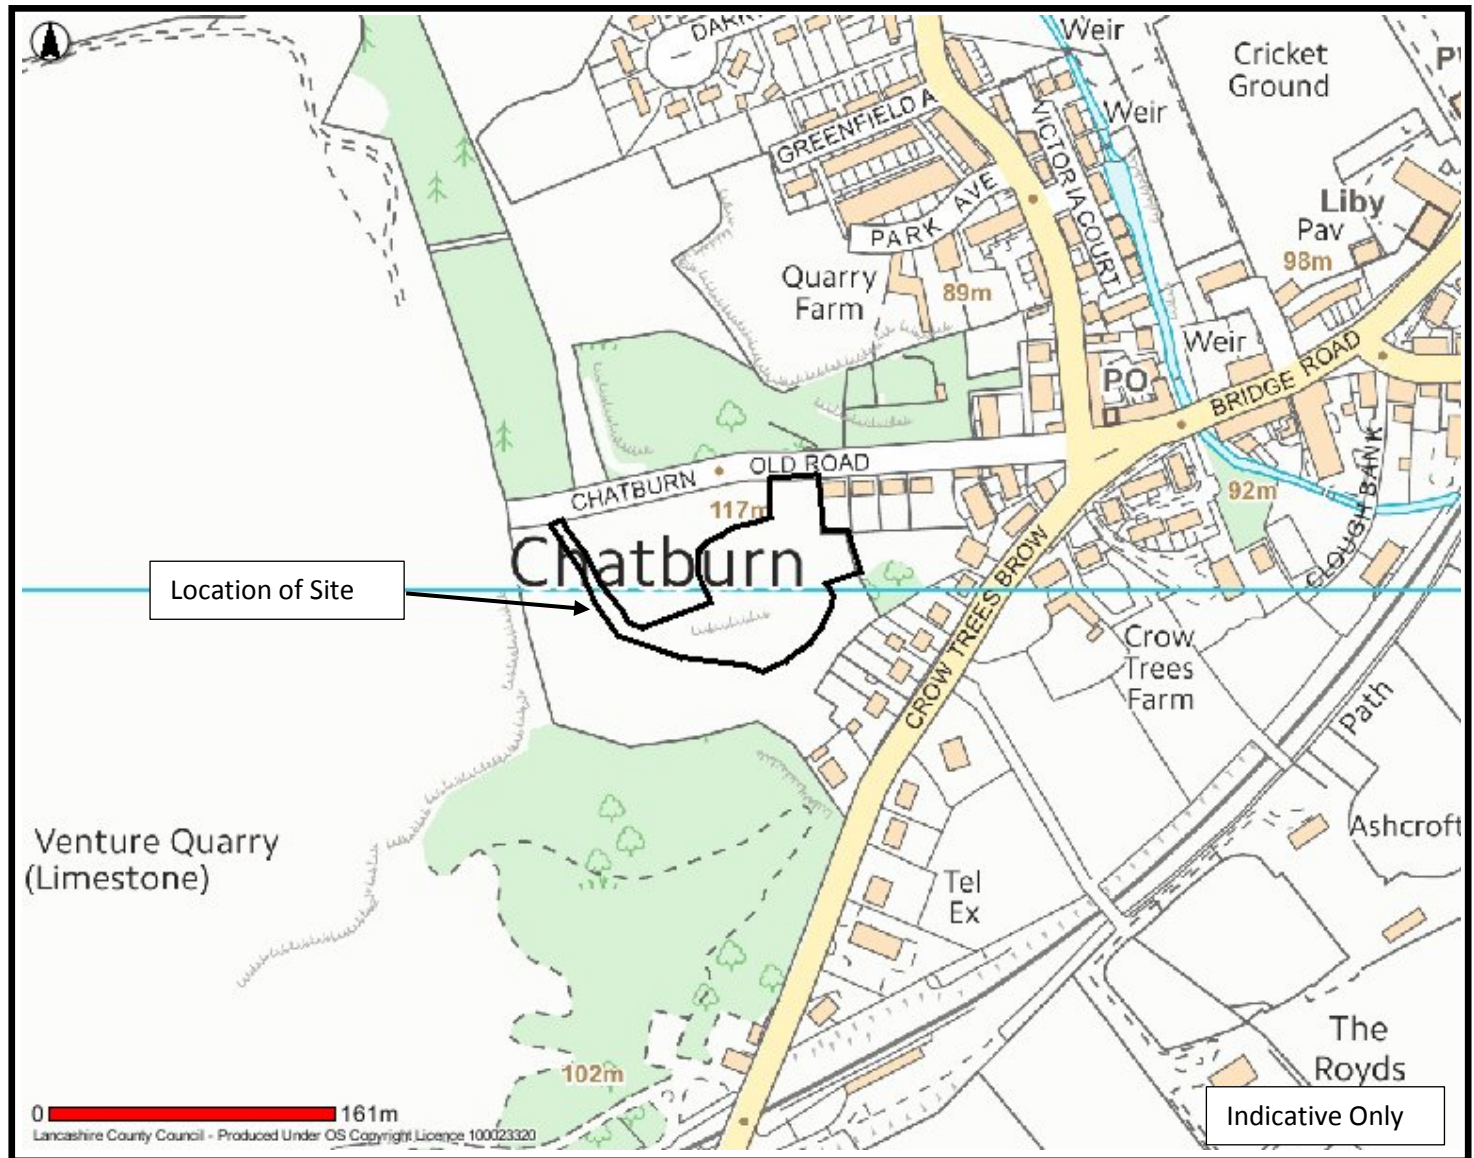 Weir
DARK
Cricket
Ground
P
Weir
GREENFIELD A
VICTORIA COURT
PARK AVE
Liby
Pav
98m
Quarry
Farm
89m
Weir
PO
BRIDGE ROAD
CHATBURN OLD ROAD
117m
92m
CLOUGH BANK
Chatburn
Location of Site
CROW TREES BROW
Crow
Trees
Farm
Path
Venture Quarry
(Limestone)
Ashcroft
Tel
Ex
The
Royds
102m
0 161m
Lancashire County Council - Produced Under OS Copyright Licence 100023320
Indicative Only